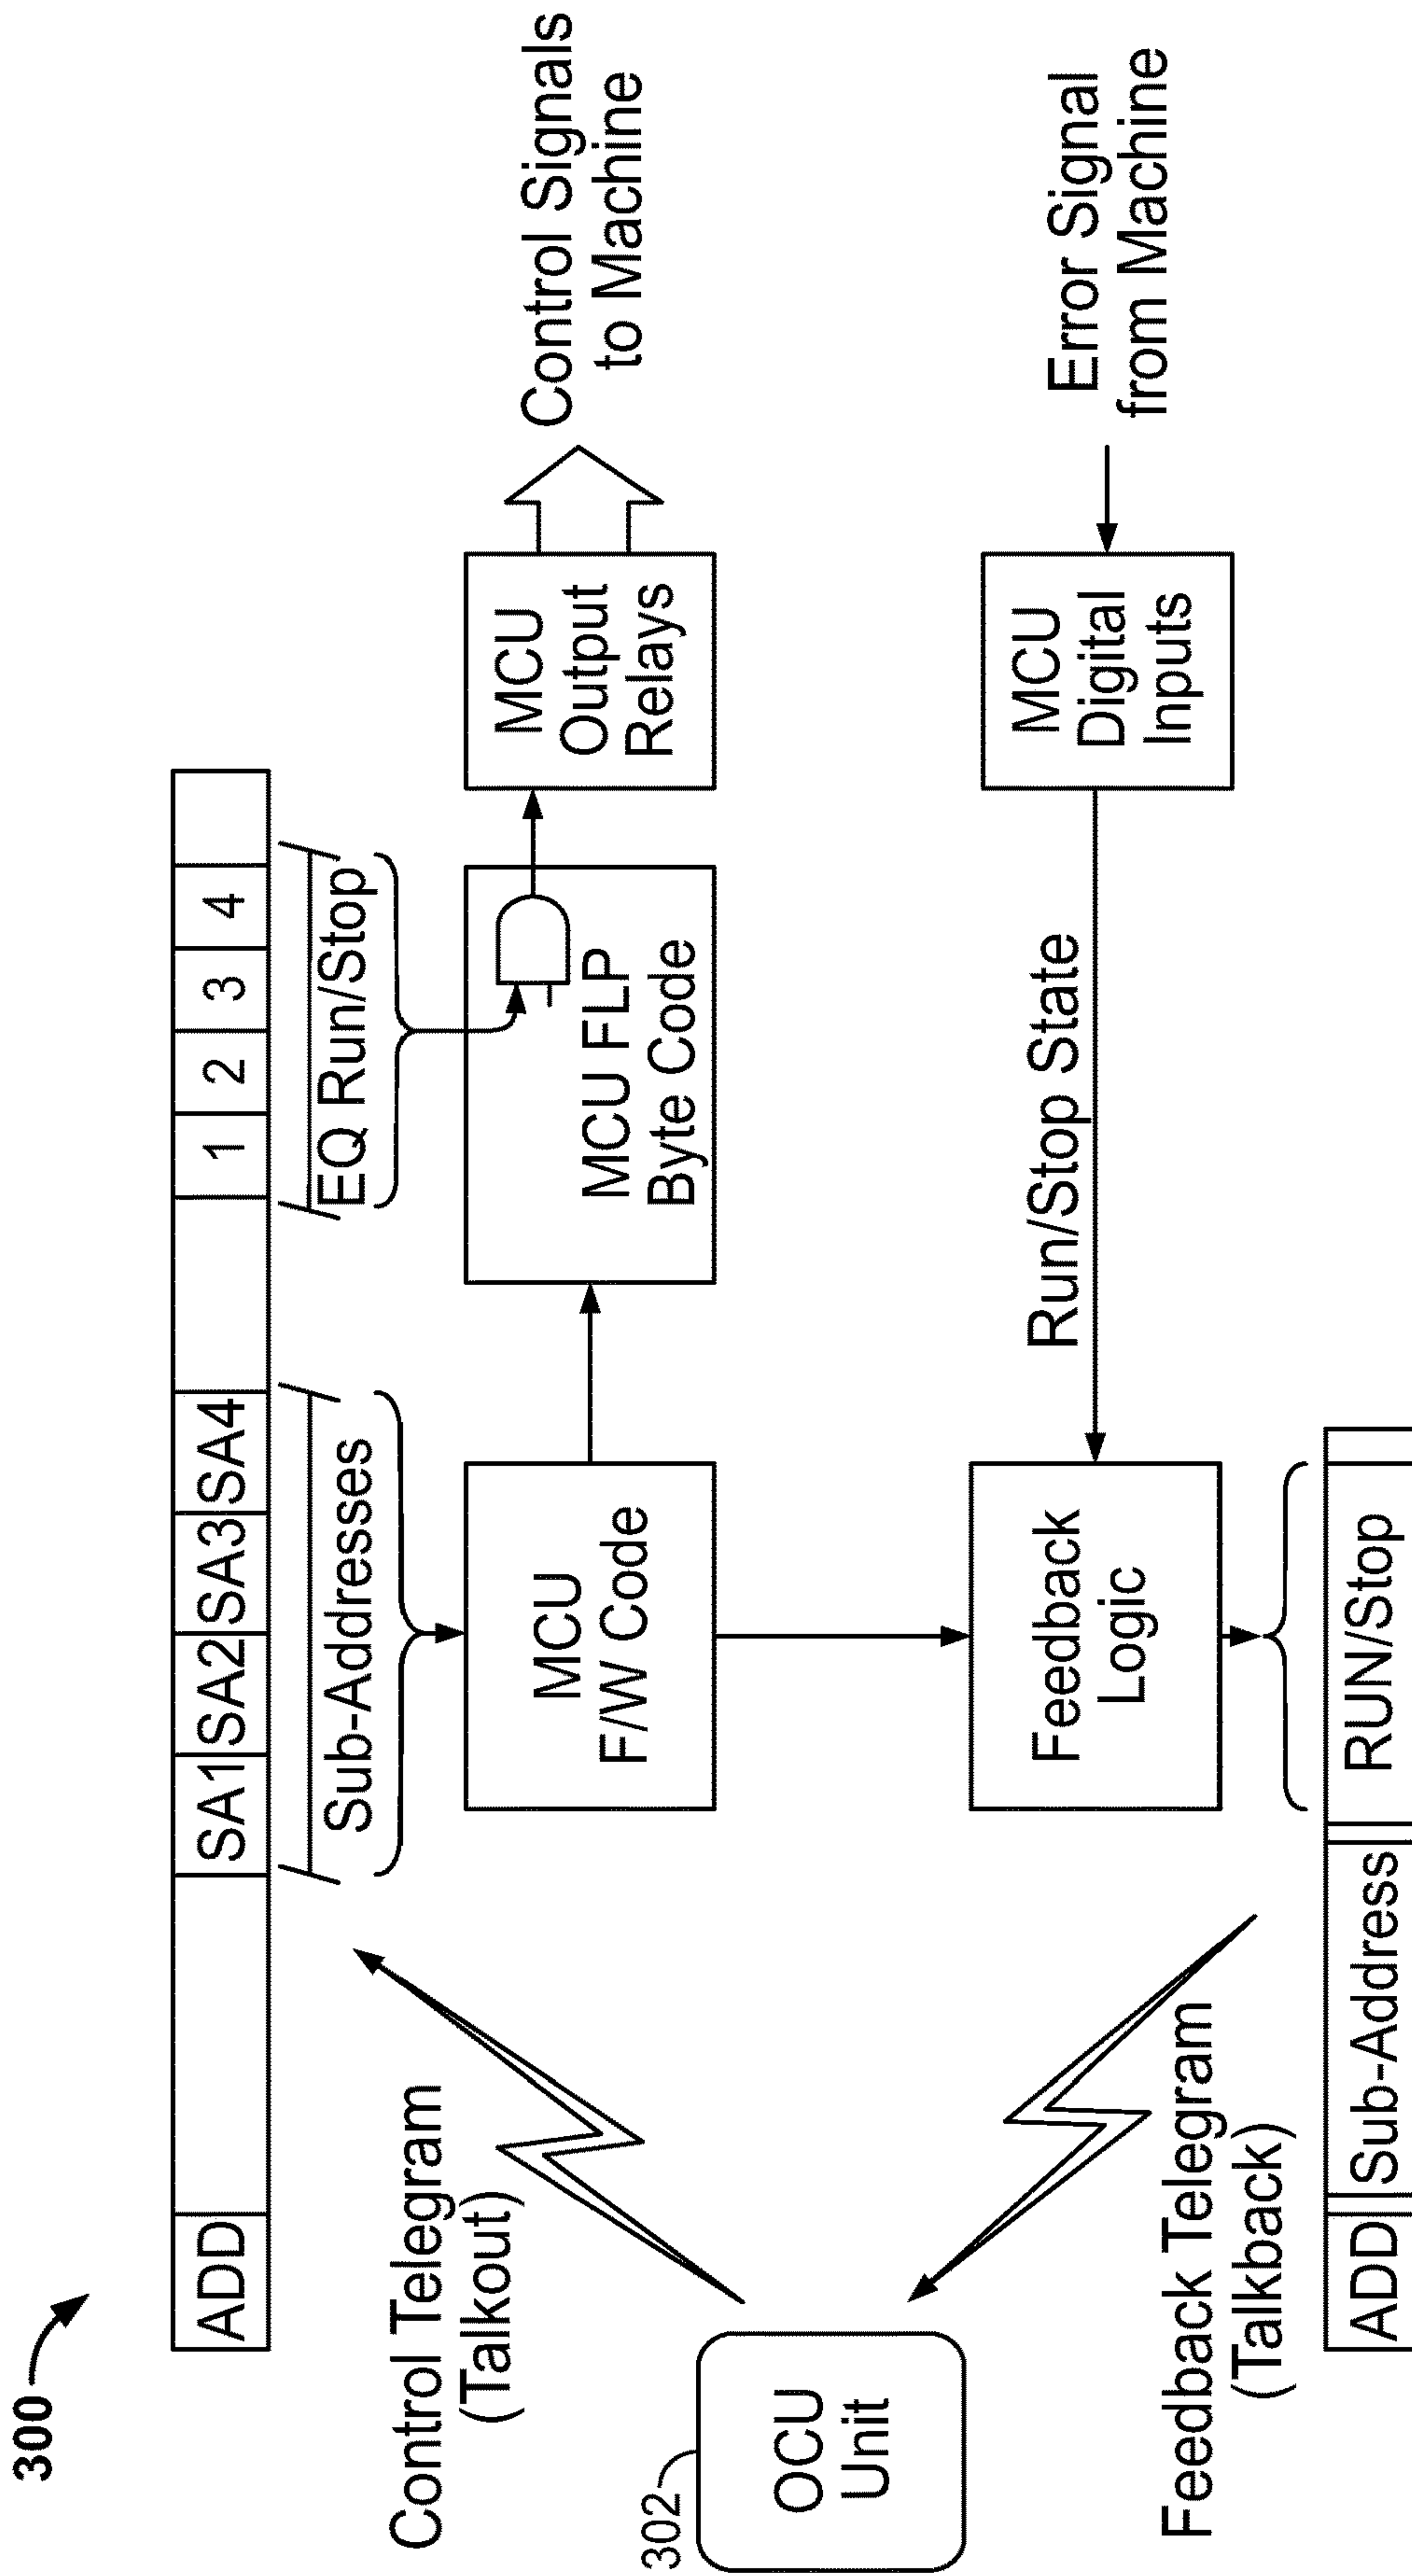 300
ADD SA1 SA2 SA3 SA4 1 2 3 4
Sub-Addresses
EQ Run/Stop
Control Telegram
(Talkout)
MCU
F/W Code
MCU FLP
Byte Code
MCU
Output
Relays
Control Signals
to Machine
302
OCU
Unit
Run/Stop State
Feedback
Logic
MCU
Digital
Inputs
Error Signal
from Machine
Feedback Telegram
(Talkback)
ADD Sub-Address RUN/Stop